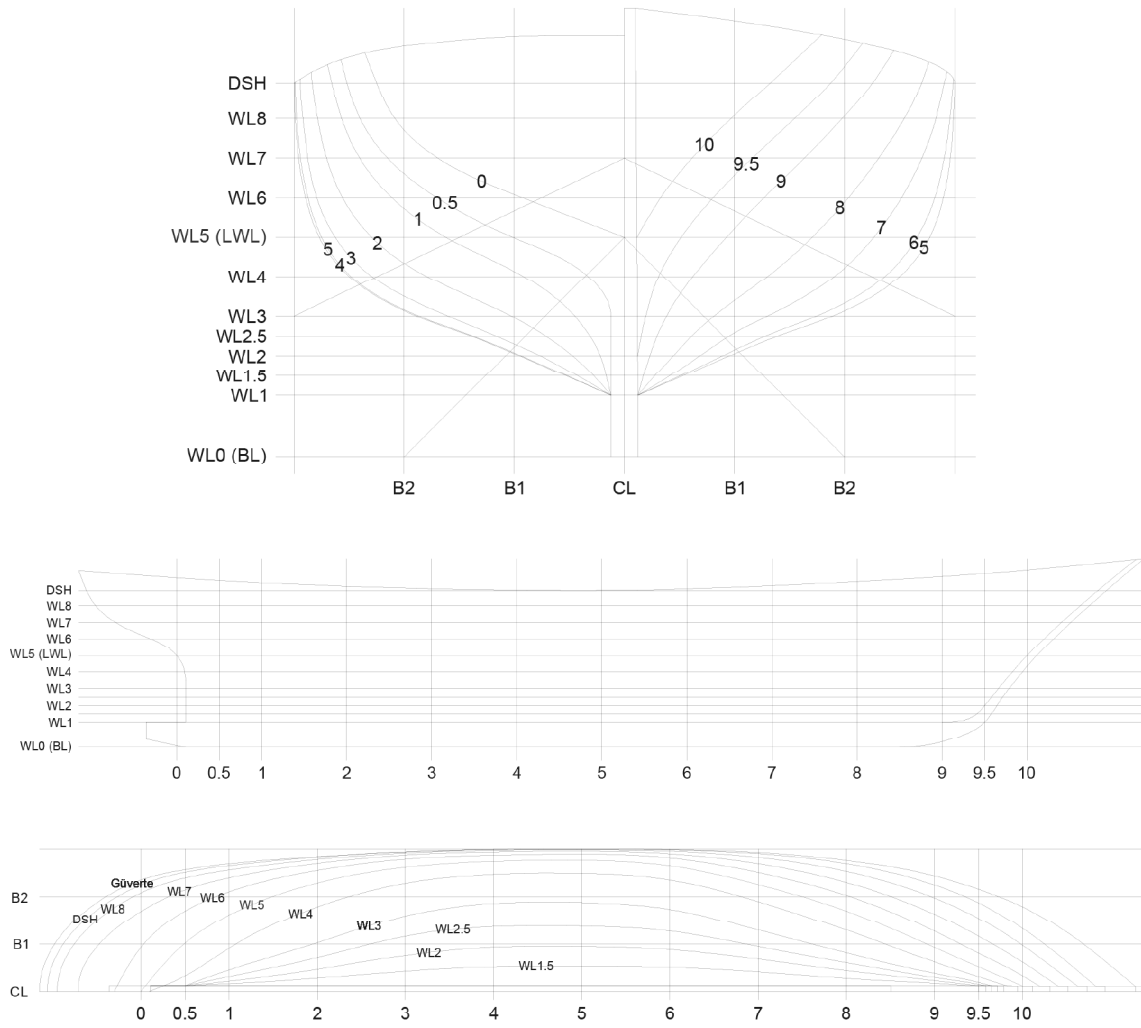 DSH
WL8
10
WL7
9.5
0 9
WL6 0.5 8
1 7
WL5 (LWL) 2 6
5 3 5
4
WL4
WL3
WL2.5
WL2
WL1.5
WL1
WL0 (BL)
B2 B1 CL B1 B2
DSH
WL8
WL7
WL6
WL5 (LWL)
WL4
WL3
WL2
WL1
WL0 (BL)
0 0.5 1 2 3 4 5 6 7 8 9 9.5 10
Güverte
WL7
B2 WL6
WL8 WL5
DSH WL4
WL3 WL2.5
B1
WL2
WL1.5
CL
0 0.5 1 2 3 4 5 6 7 8 9 9.5 10